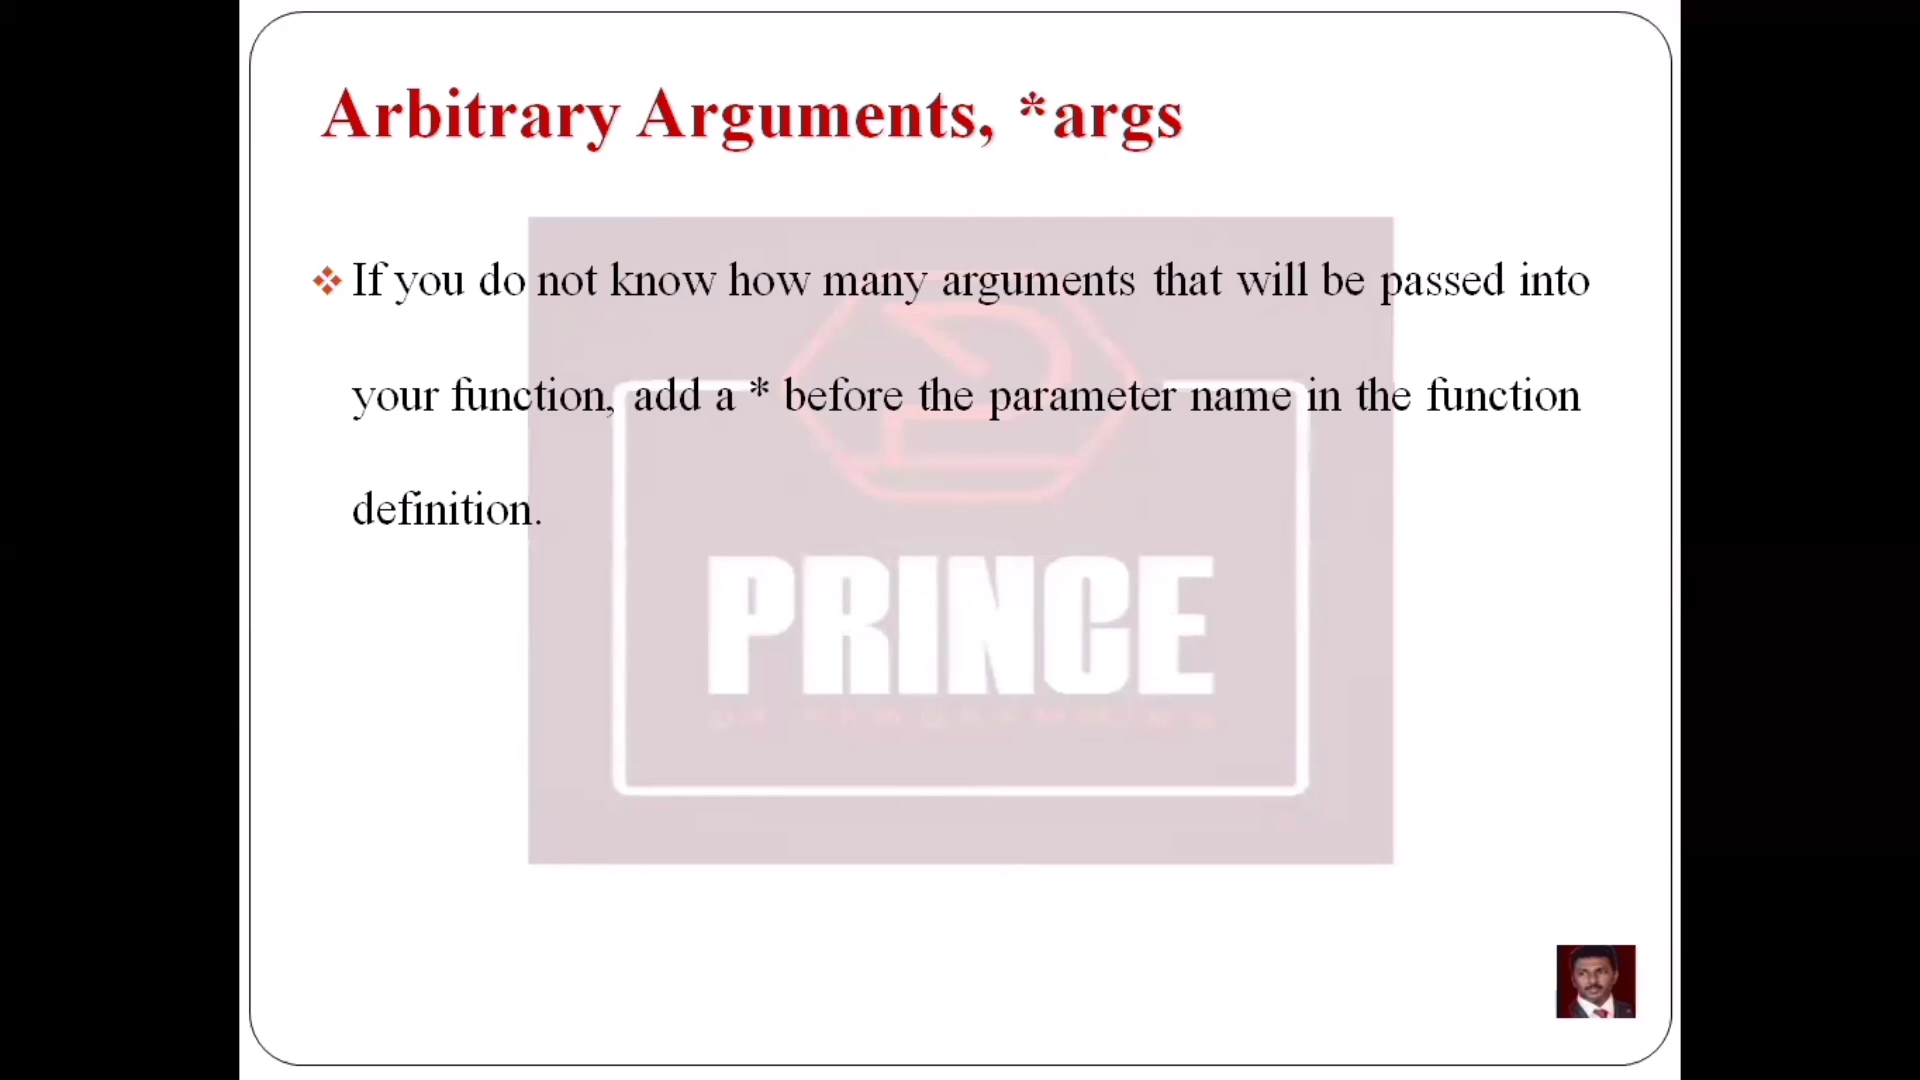 Arbitrary Arguments, *args
If you do not know how many arguments that will be passed into
your function, add a * before the parameter name in the function
definition.
PRINCE